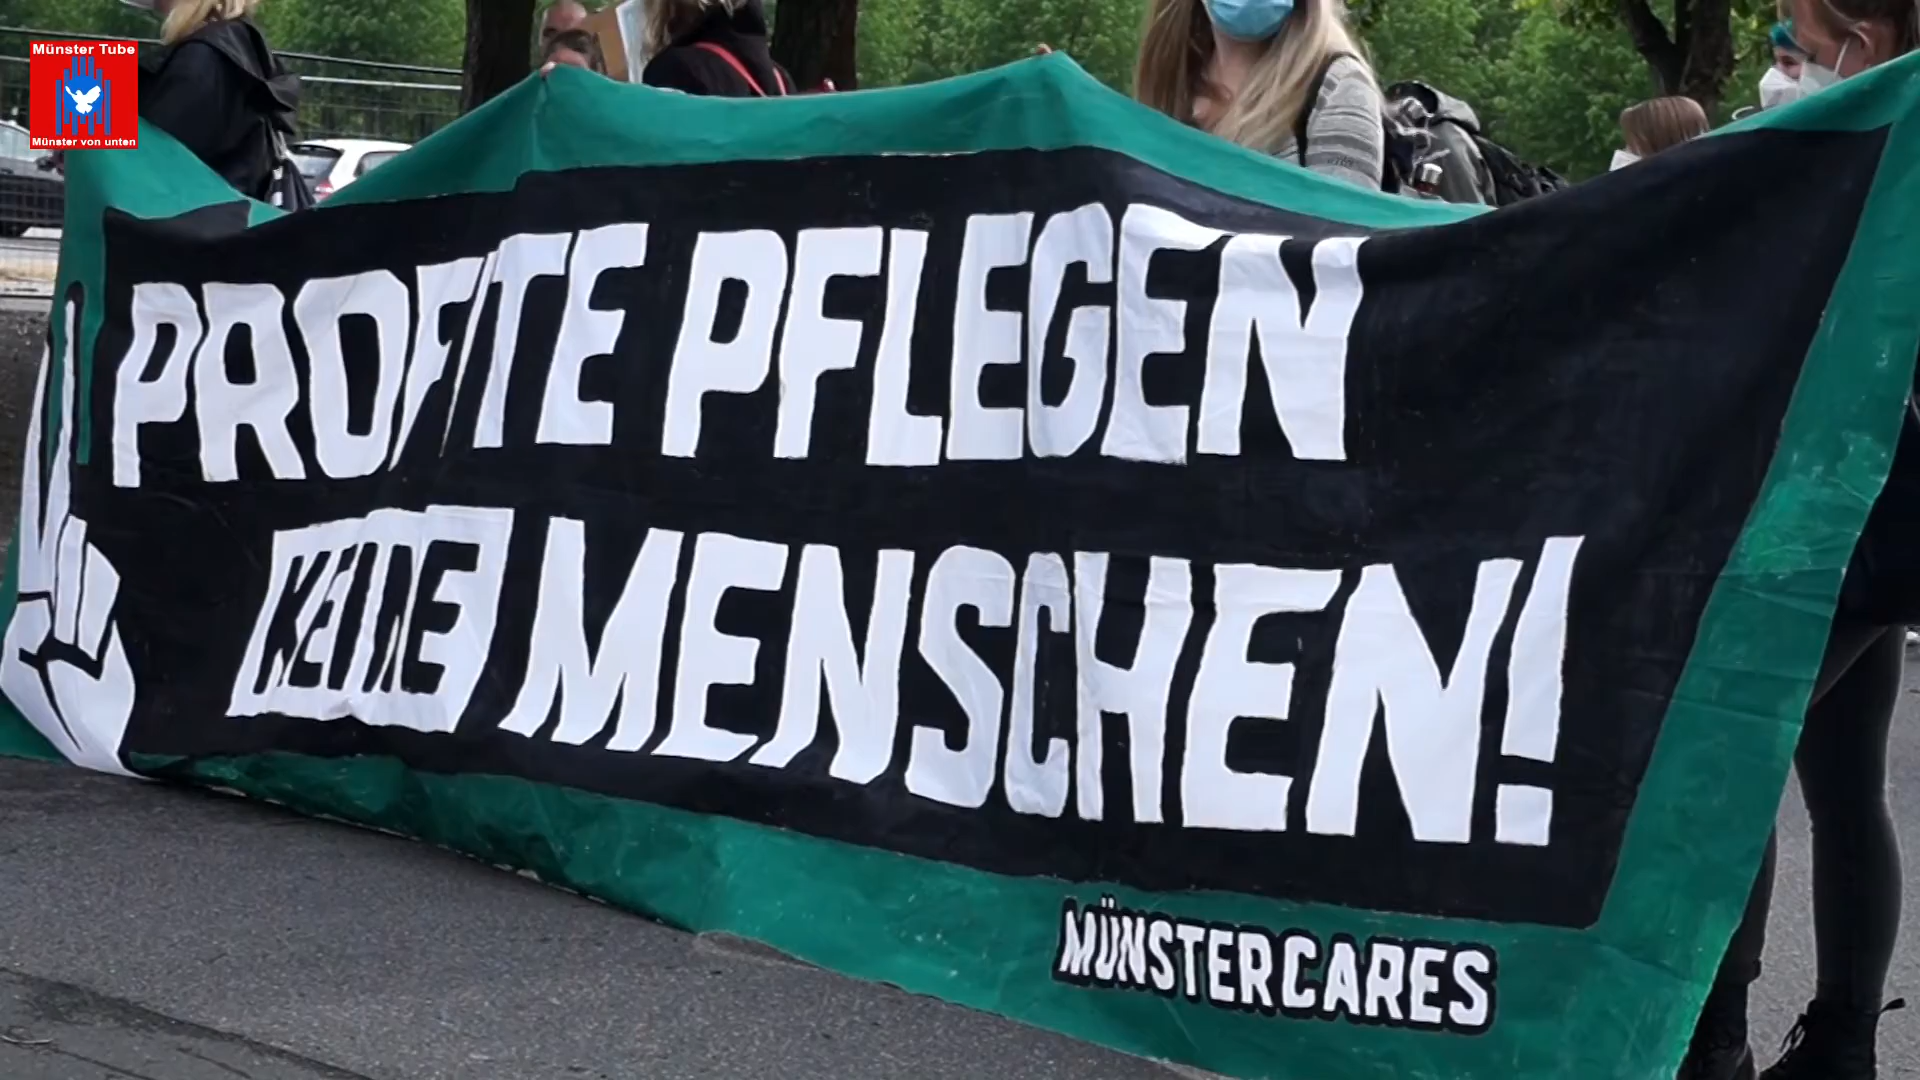 Münster Tube
Münster von unten
PROFITE PFLEGEN
KEINE MENSCHEN!
MÜNSTERCARES